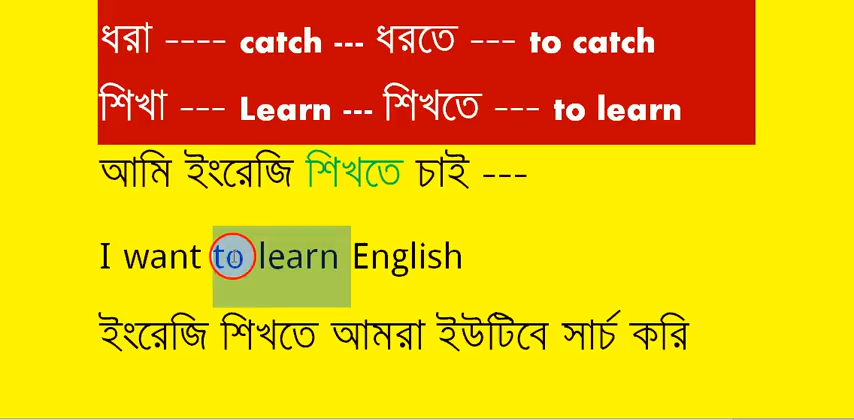 ধরা ---- catch --- ধরতে --- to catch
শিখা --- Learn --- শিখতে --- to learn
আমি ইংরেজি শিখতে চাই ---
I want to learn English
ইংরেজি শিখতে আমরা ইউটিবে সার্চ করি